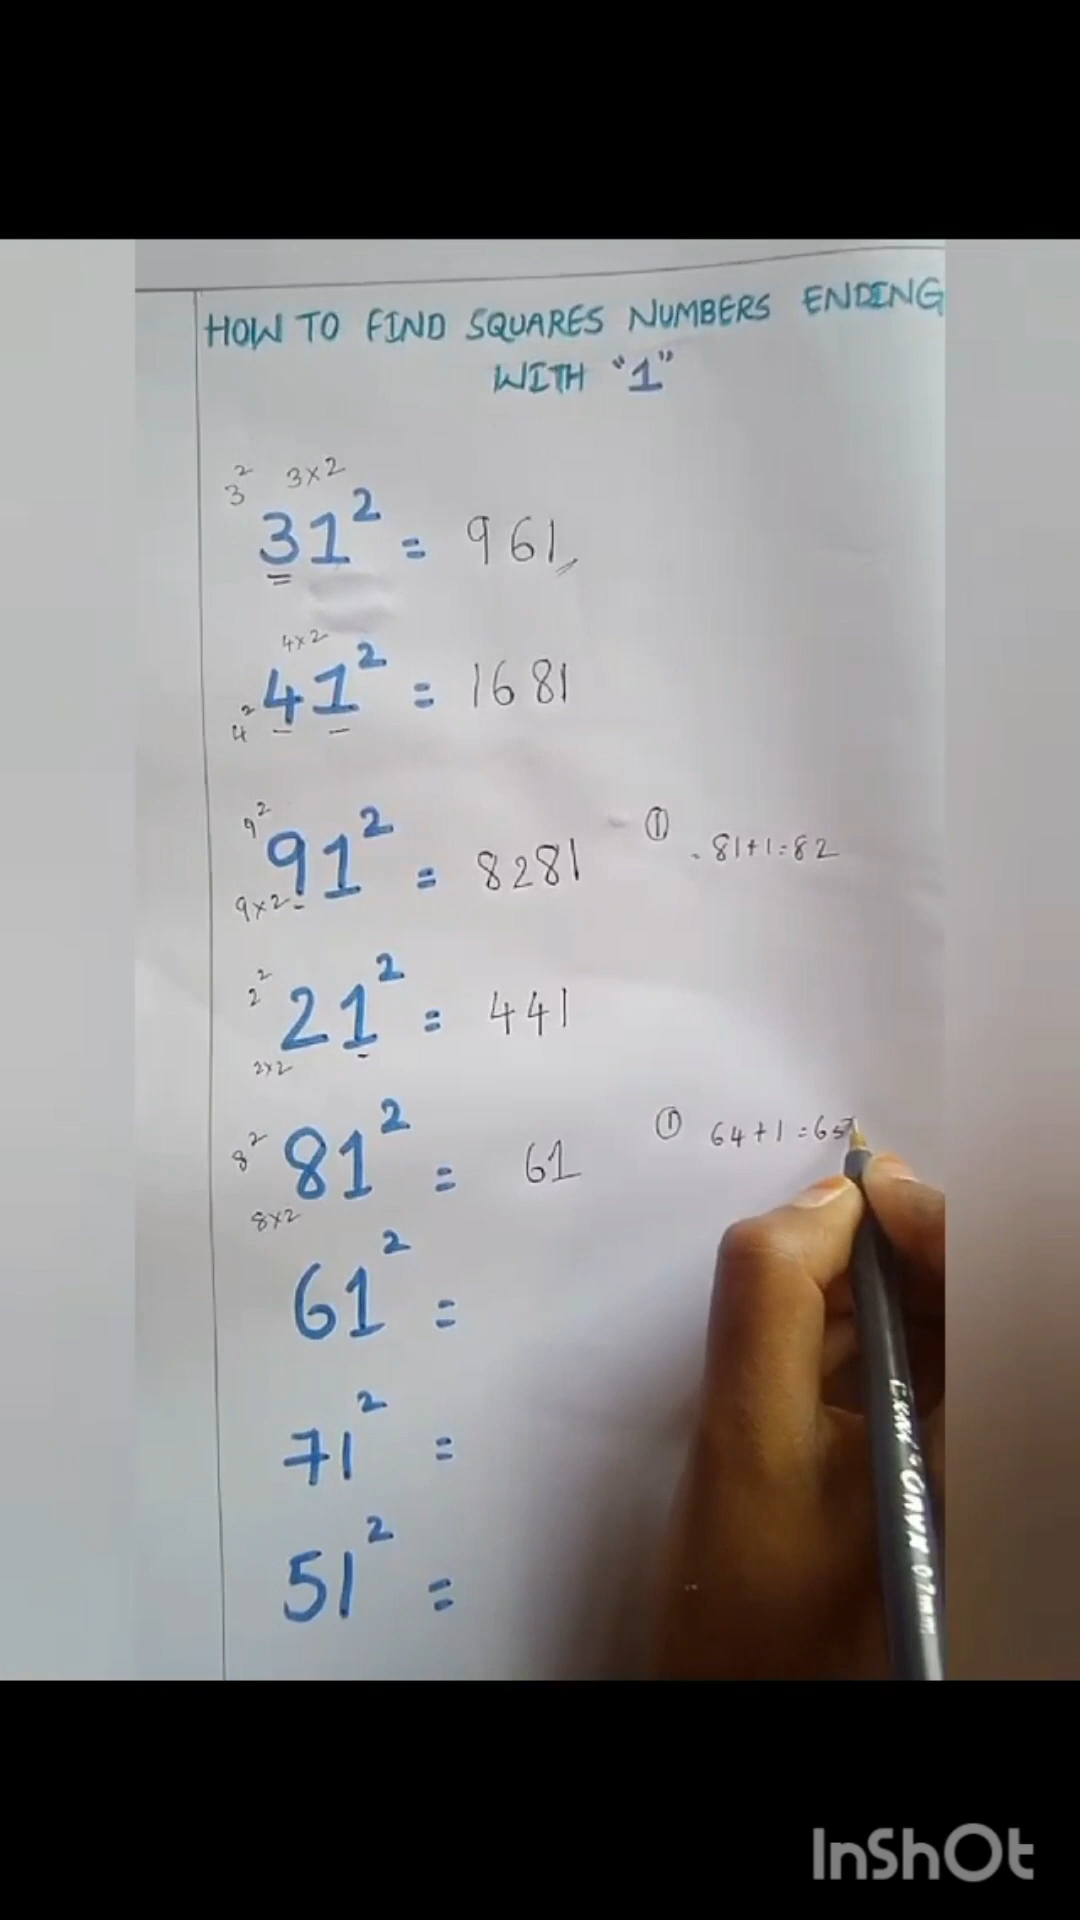 HOW TO FIND SQUARES NUMBERS ENDING
WITH "1"
3² 3×2
31² = 961
4×2
4² 41² = 1681
9² 91² = 8281 ① 81+1=82
9×2
2² 21² = 441
2×2
8² 81² = 61 ① 64+1=65
8×2
61² =
71² =
51² =
0.7mm
InShOt